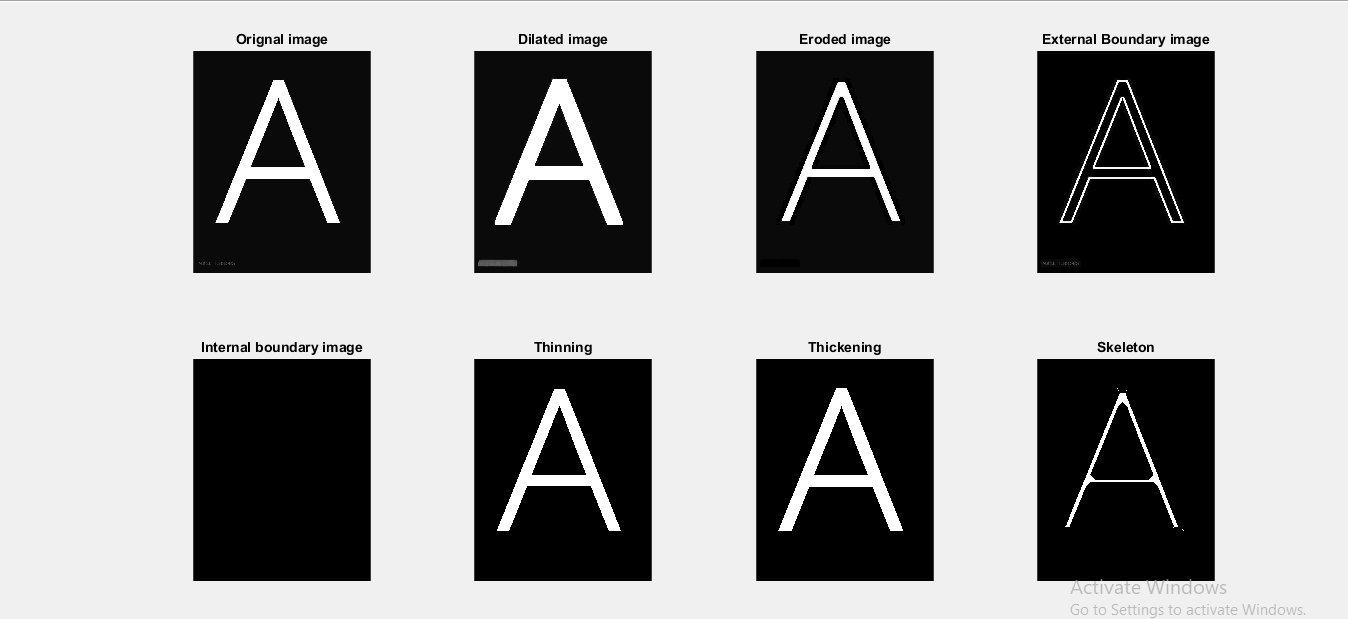 Orignal image
Dilated image
Eroded image
External Boundary image
A
A
A
A
Internal boundary image
Thinning
Thickening
Skeleton
A
A
A
Activate Windows
Go to Settings to activate Windows.